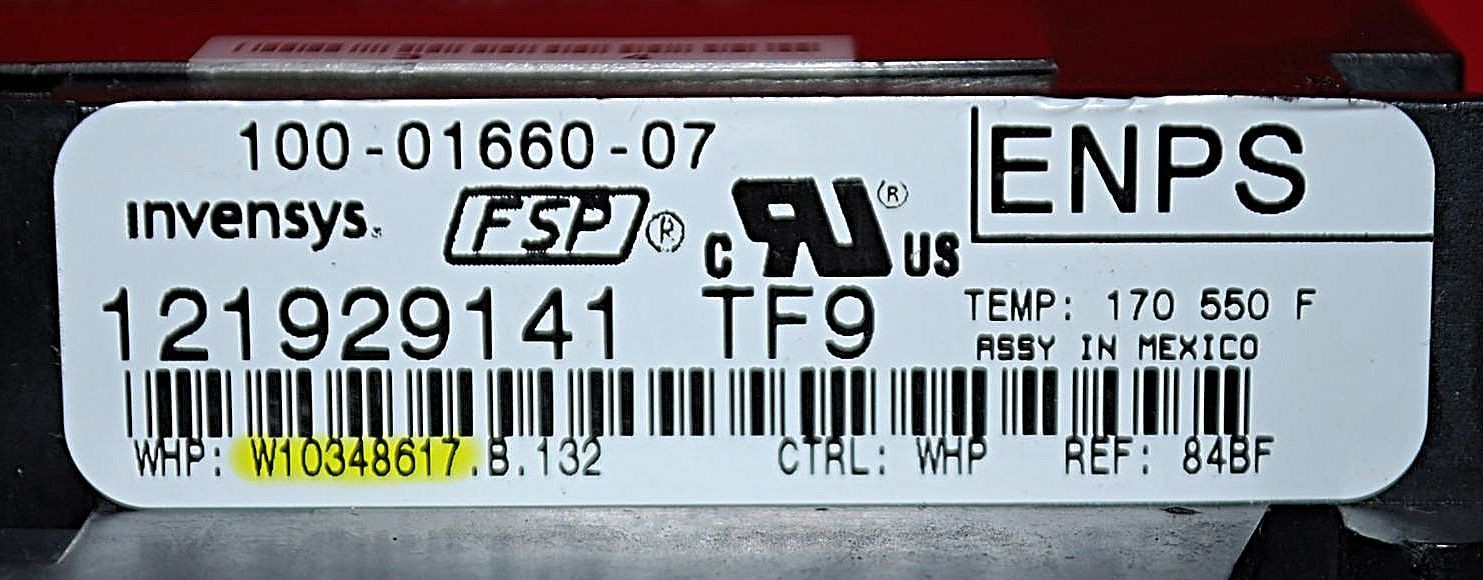 100-01660-07
ENPS
invensys. FSP® c RU® US
121929141 TF9
TEMP: 170 550 F
ASSY IN MEXICO
WHP: W10348617.B.132 CTRL: WHP REF: 84BF